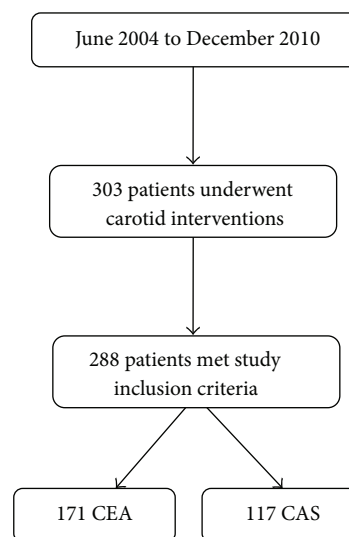 June 2004 to December 2010
303 patients underwent
carotid interventions
288 patients met study
inclusion criteria
171 CEA
117 CAS